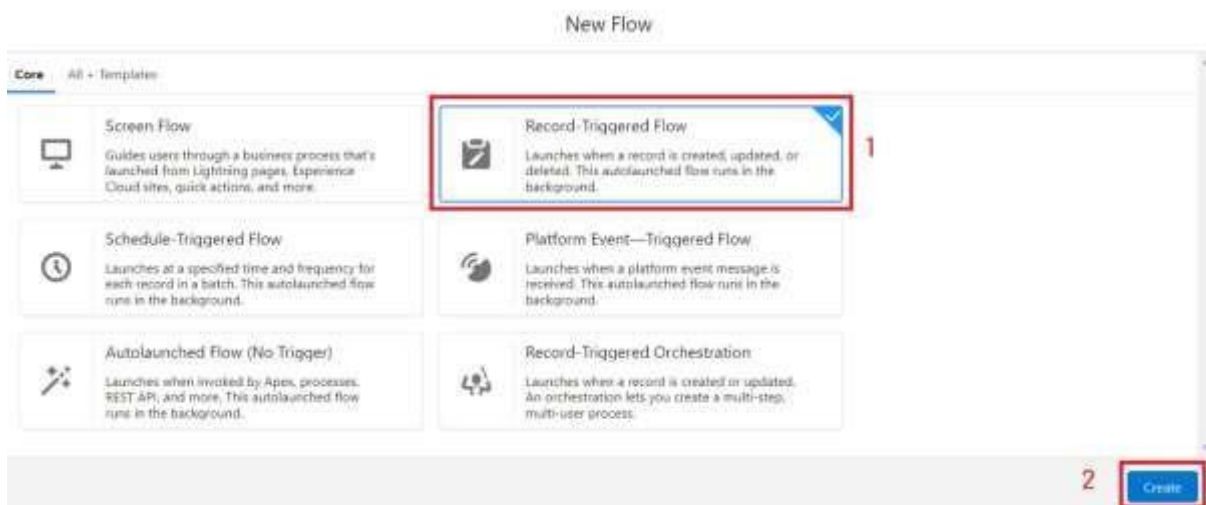 New Flow
Core All + Templates
Screen Flow
Guides users through a business process that's
launched from Lightning pages, Experience
Cloud sites, quick actions, and more.
Record-Triggered Flow
Launches when a record is created, updated, or
deleted. This autolaunched flow runs in the
background.
1
Schedule-Triggered Flow
Launches at a specified time and frequency for
each record in a batch. This autolaunched flow
runs in the background.
Platform Event—Triggered Flow
Launches when a platform event message is
received. This autolaunched flow runs in the
background.
Autolaunched Flow (No Trigger)
Launches when invoked by Apex, processes,
REST API, and more. This autolaunched flow
runs in the background.
Record-Triggered Orchestration
Launches when a record is created or updated.
An orchestration lets you create a multi-step,
multi-user process.
2
Create